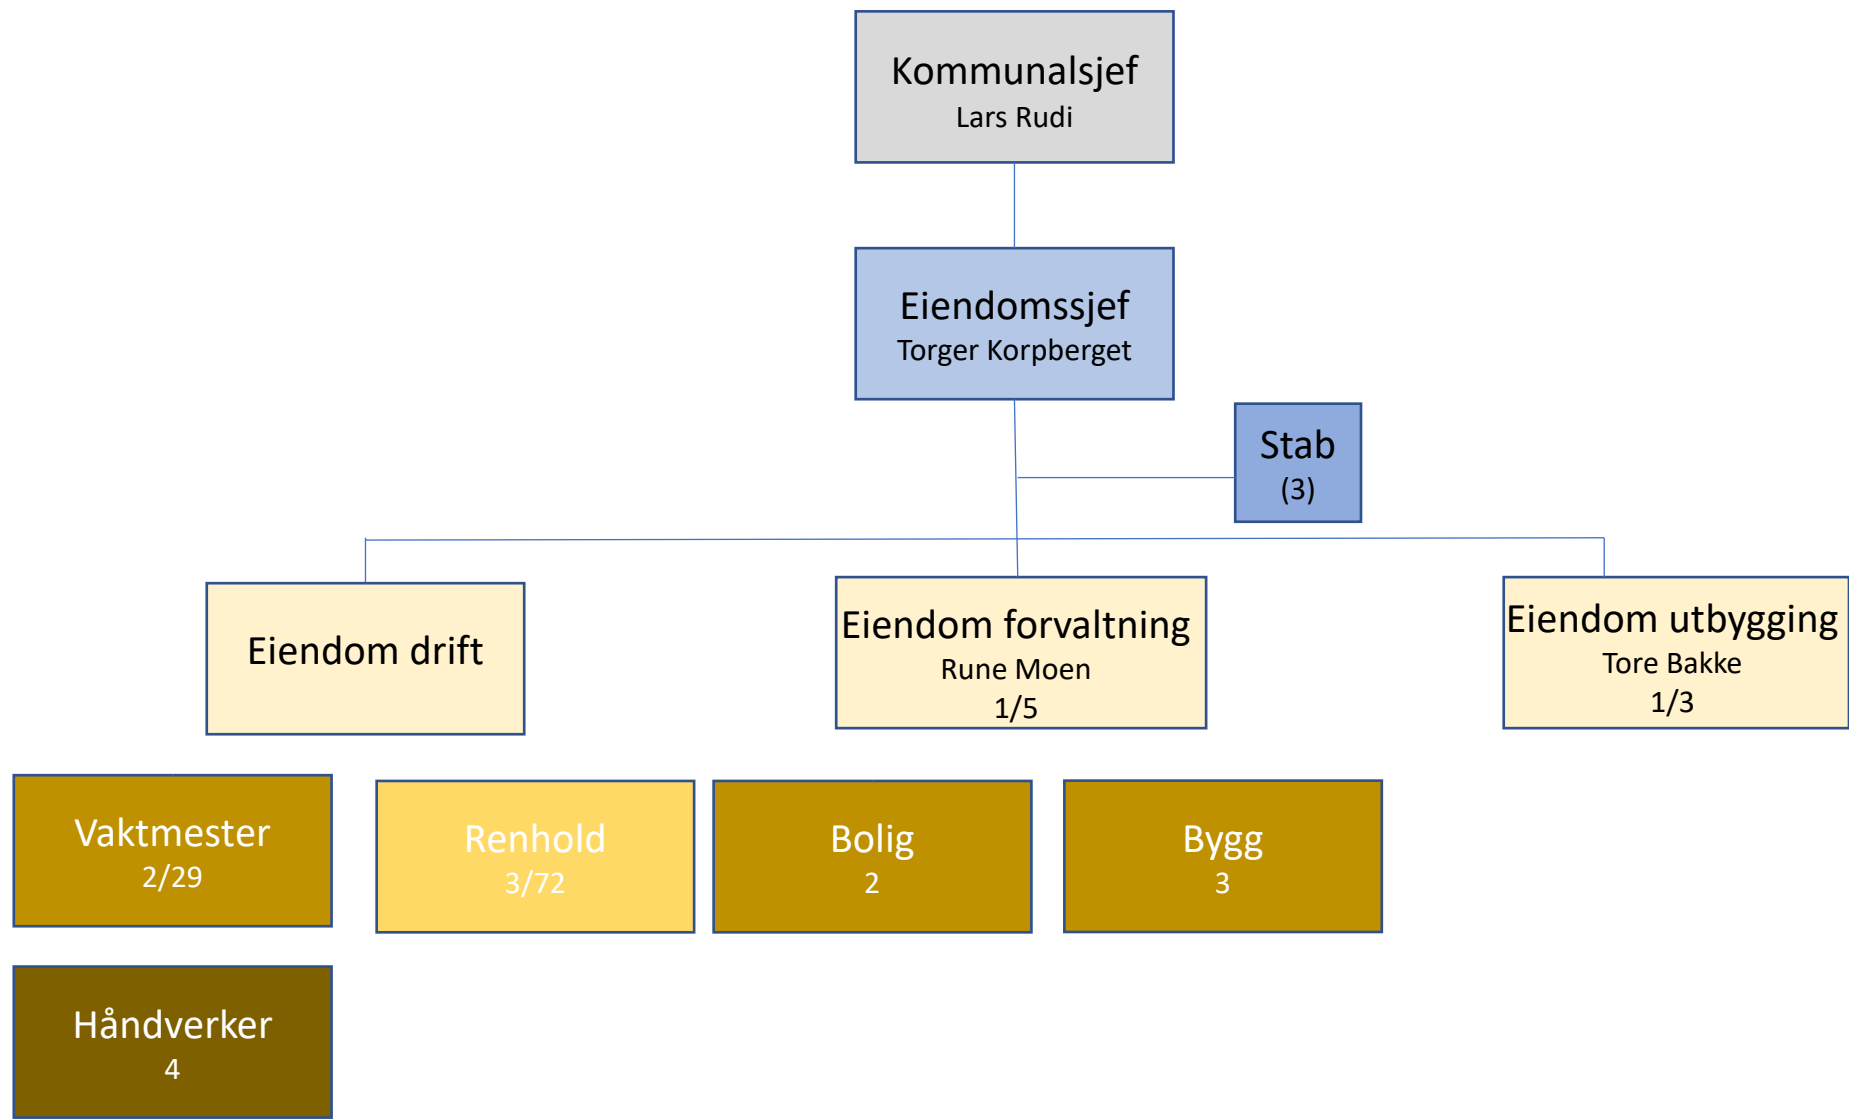 Kommunalsjef
Lars Rudi
Eiendomssjef
Torger Korpberget
Stab
(3)
Eiendom drift
Eiendom forvaltning
Rune Moen
1/5
Eiendom utbygging
Tore Bakke
1/3
Vaktmester
2/29
Renhold
3/72
Bolig
2
Bygg
3
Håndverker
4